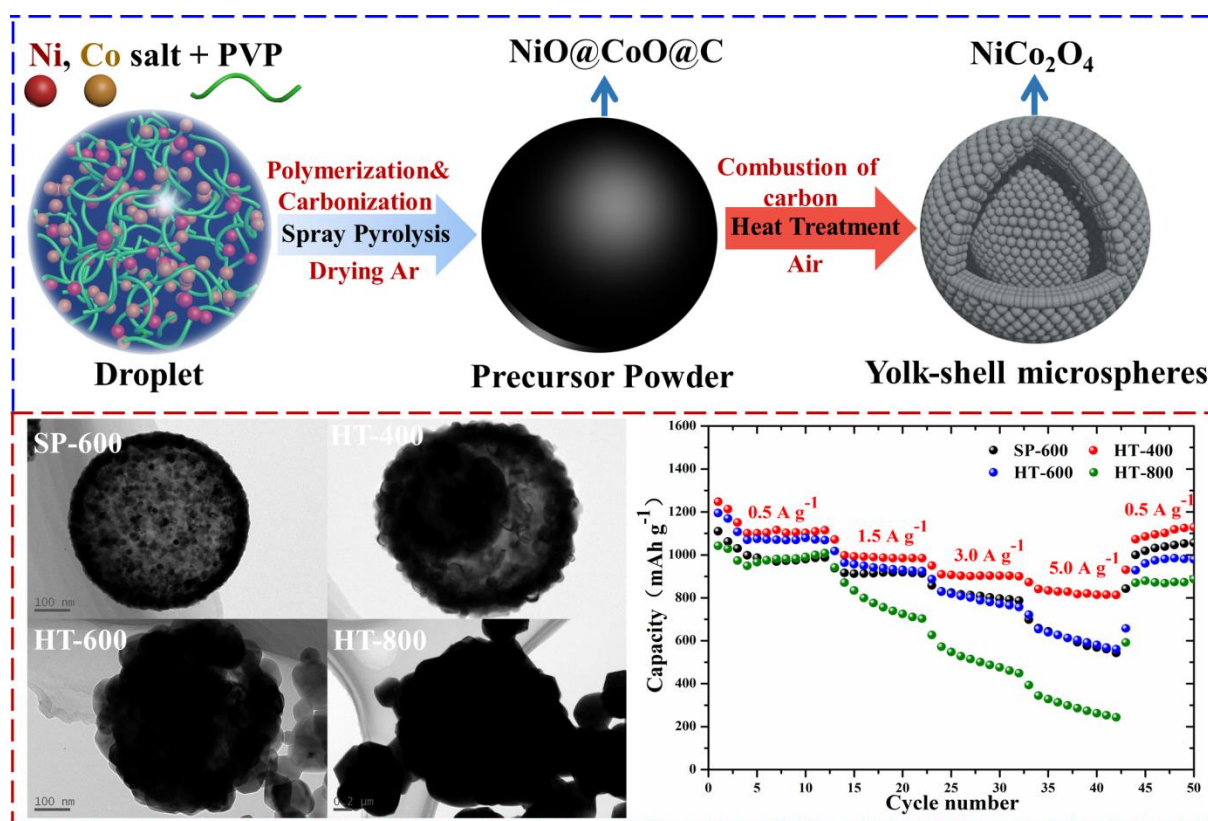 Ni, Co salt + PVP
NiO@CoO@C
NiCo₂O₄
Polymerization&
Carbonization
Spray Pyrolysis
Drying Ar
Combustion of
carbon
Heat Treatment
Air
Droplet
Precursor Powder
Yolk-shell microspheres
SP-600
100 nm
HT-400
HT-600
100 nm
HT-800
0.2 μm
Capacity (mAh g⁻¹)
1600
1400
1200
1000
800
600
400
200
0
SP-600
HT-400
HT-600
HT-800
0.5 A g⁻¹
1.5 A g⁻¹
3.0 A g⁻¹
5.0 A g⁻¹
0.5 A g⁻¹
0 5 10 15 20 25 30 35 40 45 50
Cycle number